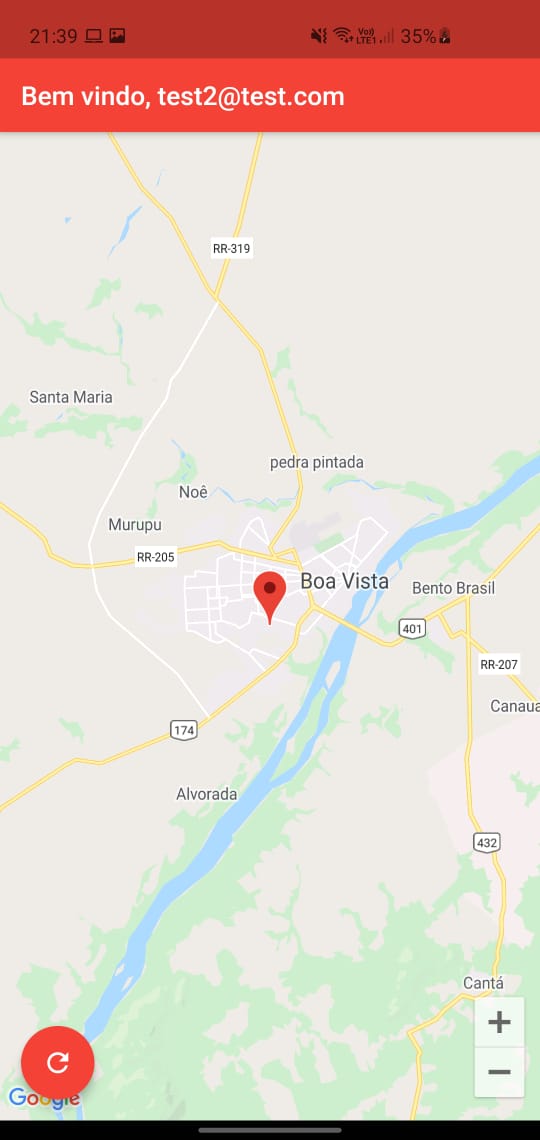 21:39
Vo))
LTE1
35%
Bem vindo, test2@test.com
RR-319
Santa Maria
pedra pintada
Noê
Murupu
RR-205
Boa Vista
Bento Brasil
401
RR-207
Canaua
174
Alvorada
432
Cantá
+
−
Google